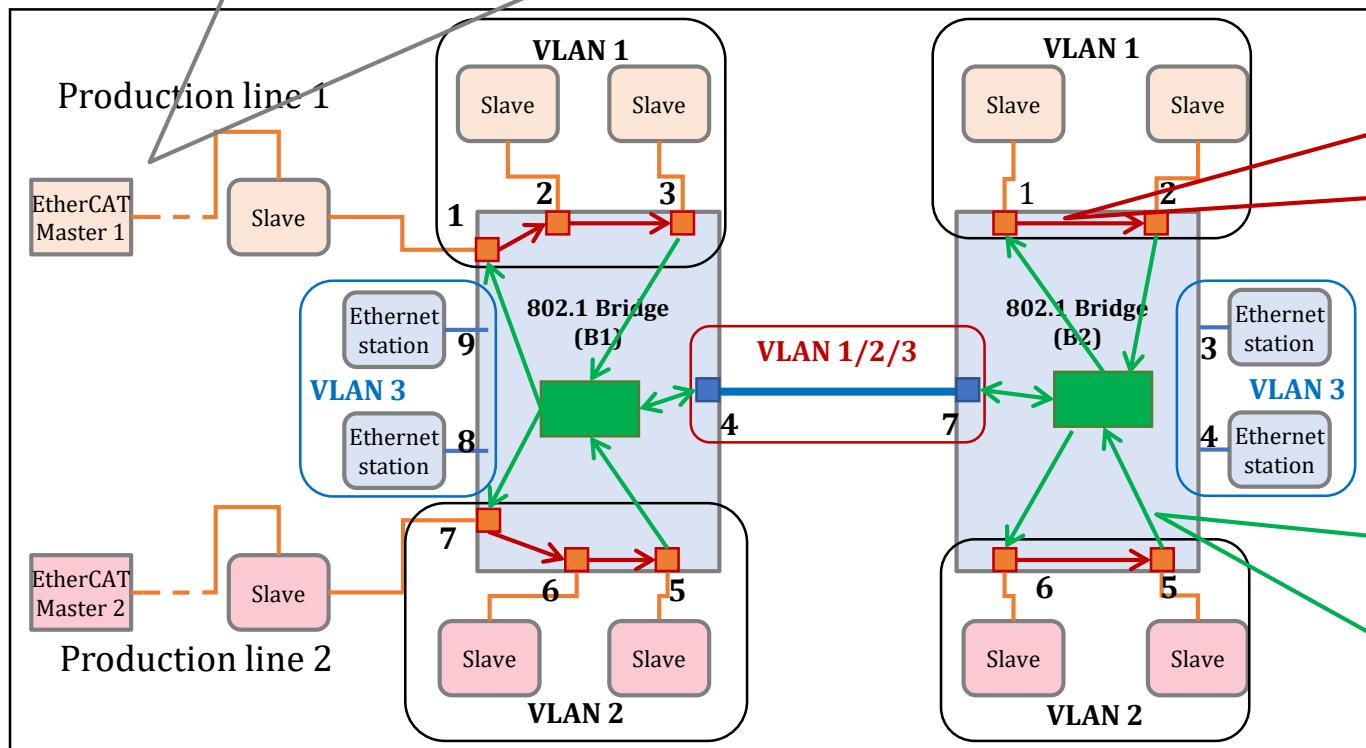 VLAN 1
VLAN 1
Slave
Slave
Slave
Slave
Production line 1
EtherCAT
Master 1
Slave
1
2
3
1
2
802.1 Bridge
(B1)
802.1 Bridge
(B2)
Ethernet
station
9
VLAN 3
Ethernet
station
8
VLAN 1/2/3
4
7
3
Ethernet
station
VLAN 3
4
Ethernet
station
7
6
5
6
5
EtherCAT
Master 2
Slave
Production line 2
Slave
Slave
Slave
Slave
VLAN 2
VLAN 2